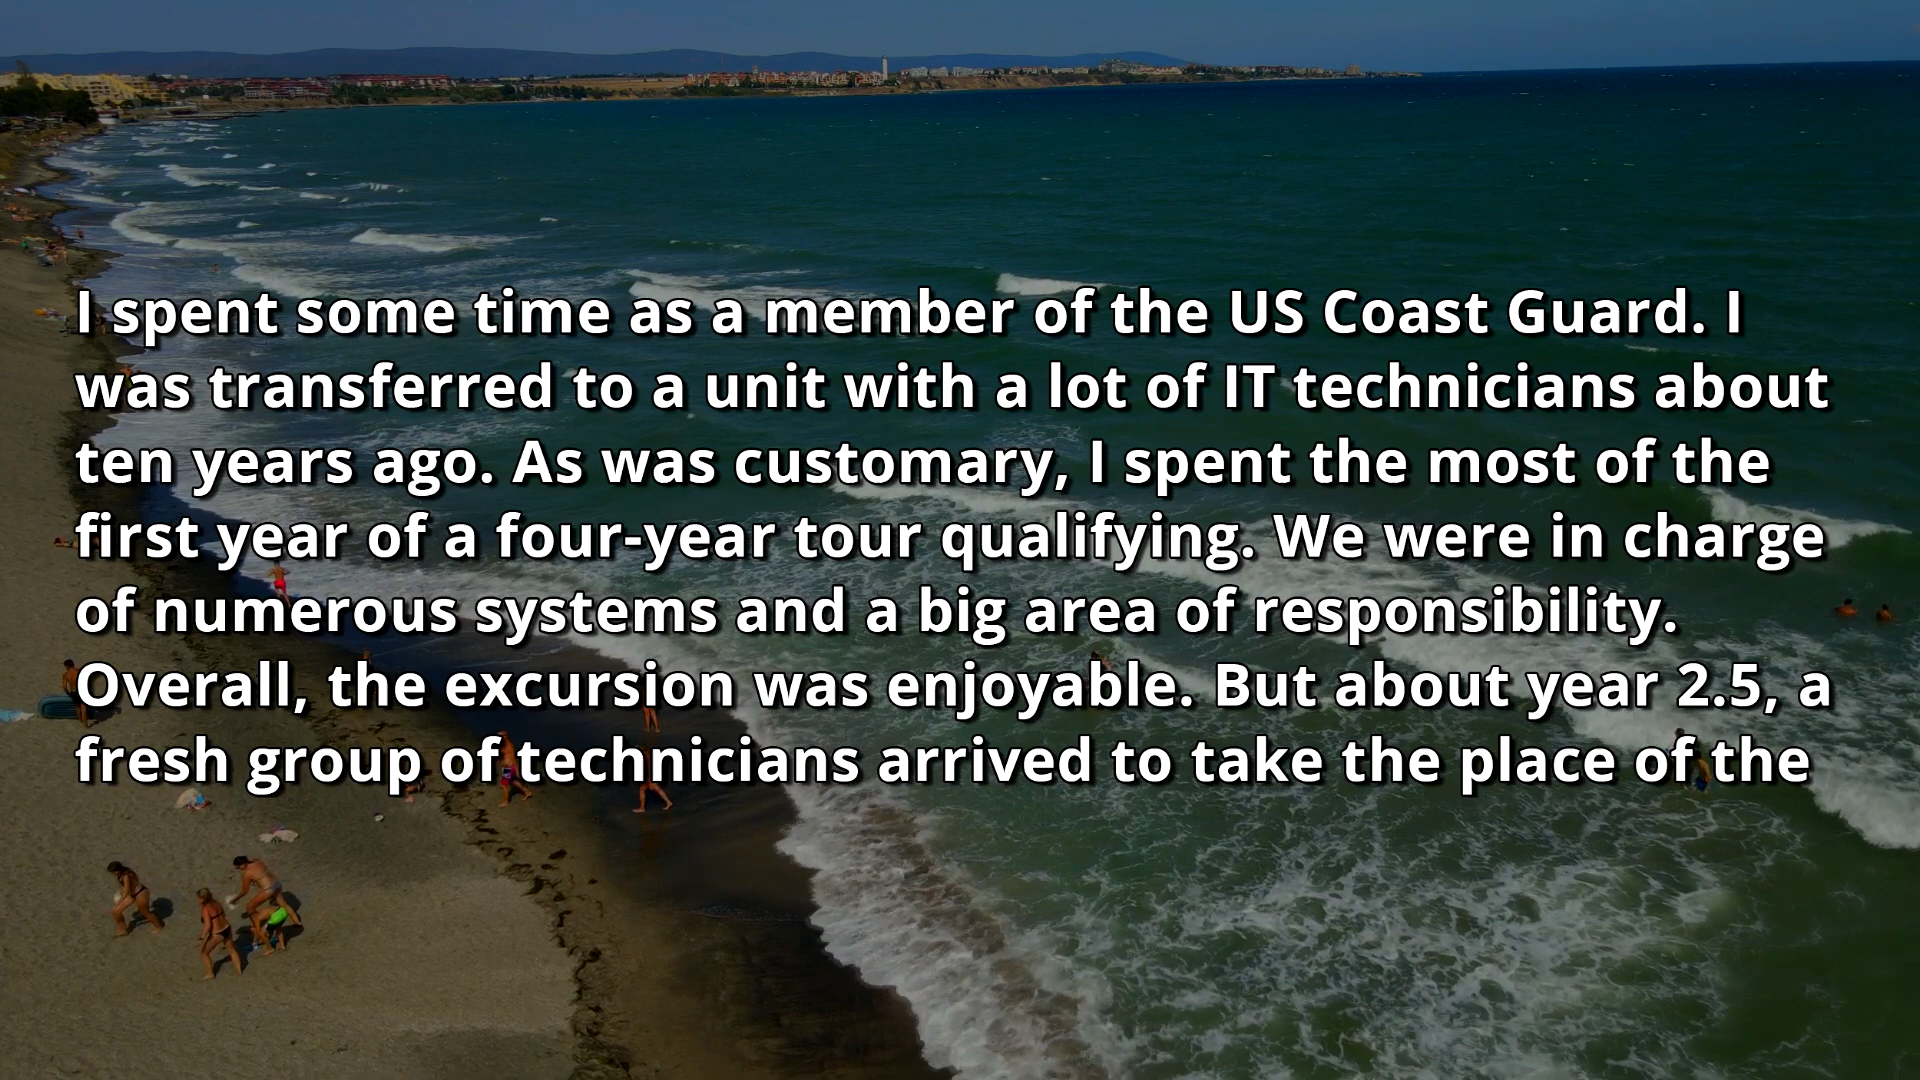 I spent some time as a member of the US Coast Guard. I
was transferred to a unit with a lot of IT technicians about
ten years ago. As was customary, I spent the most of the
first year of a four-year tour qualifying. We were in charge
of numerous systems and a big area of responsibility.
Overall, the excursion was enjoyable. But about year 2.5, a
fresh group of technicians arrived to take the place of the